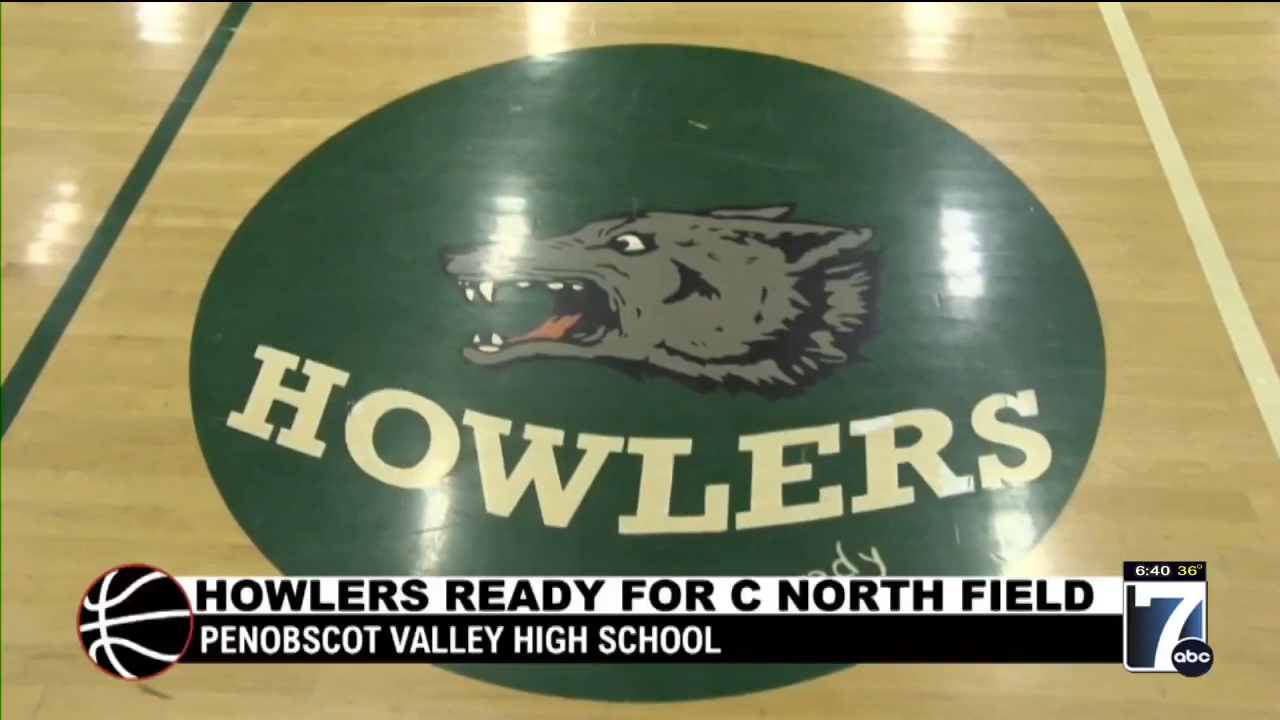 HOWLERS
HOWLERS READY FOR C NORTH FIELD
PENOBSCOT VALLEY HIGH SCHOOL
6:40 36°
7
abc